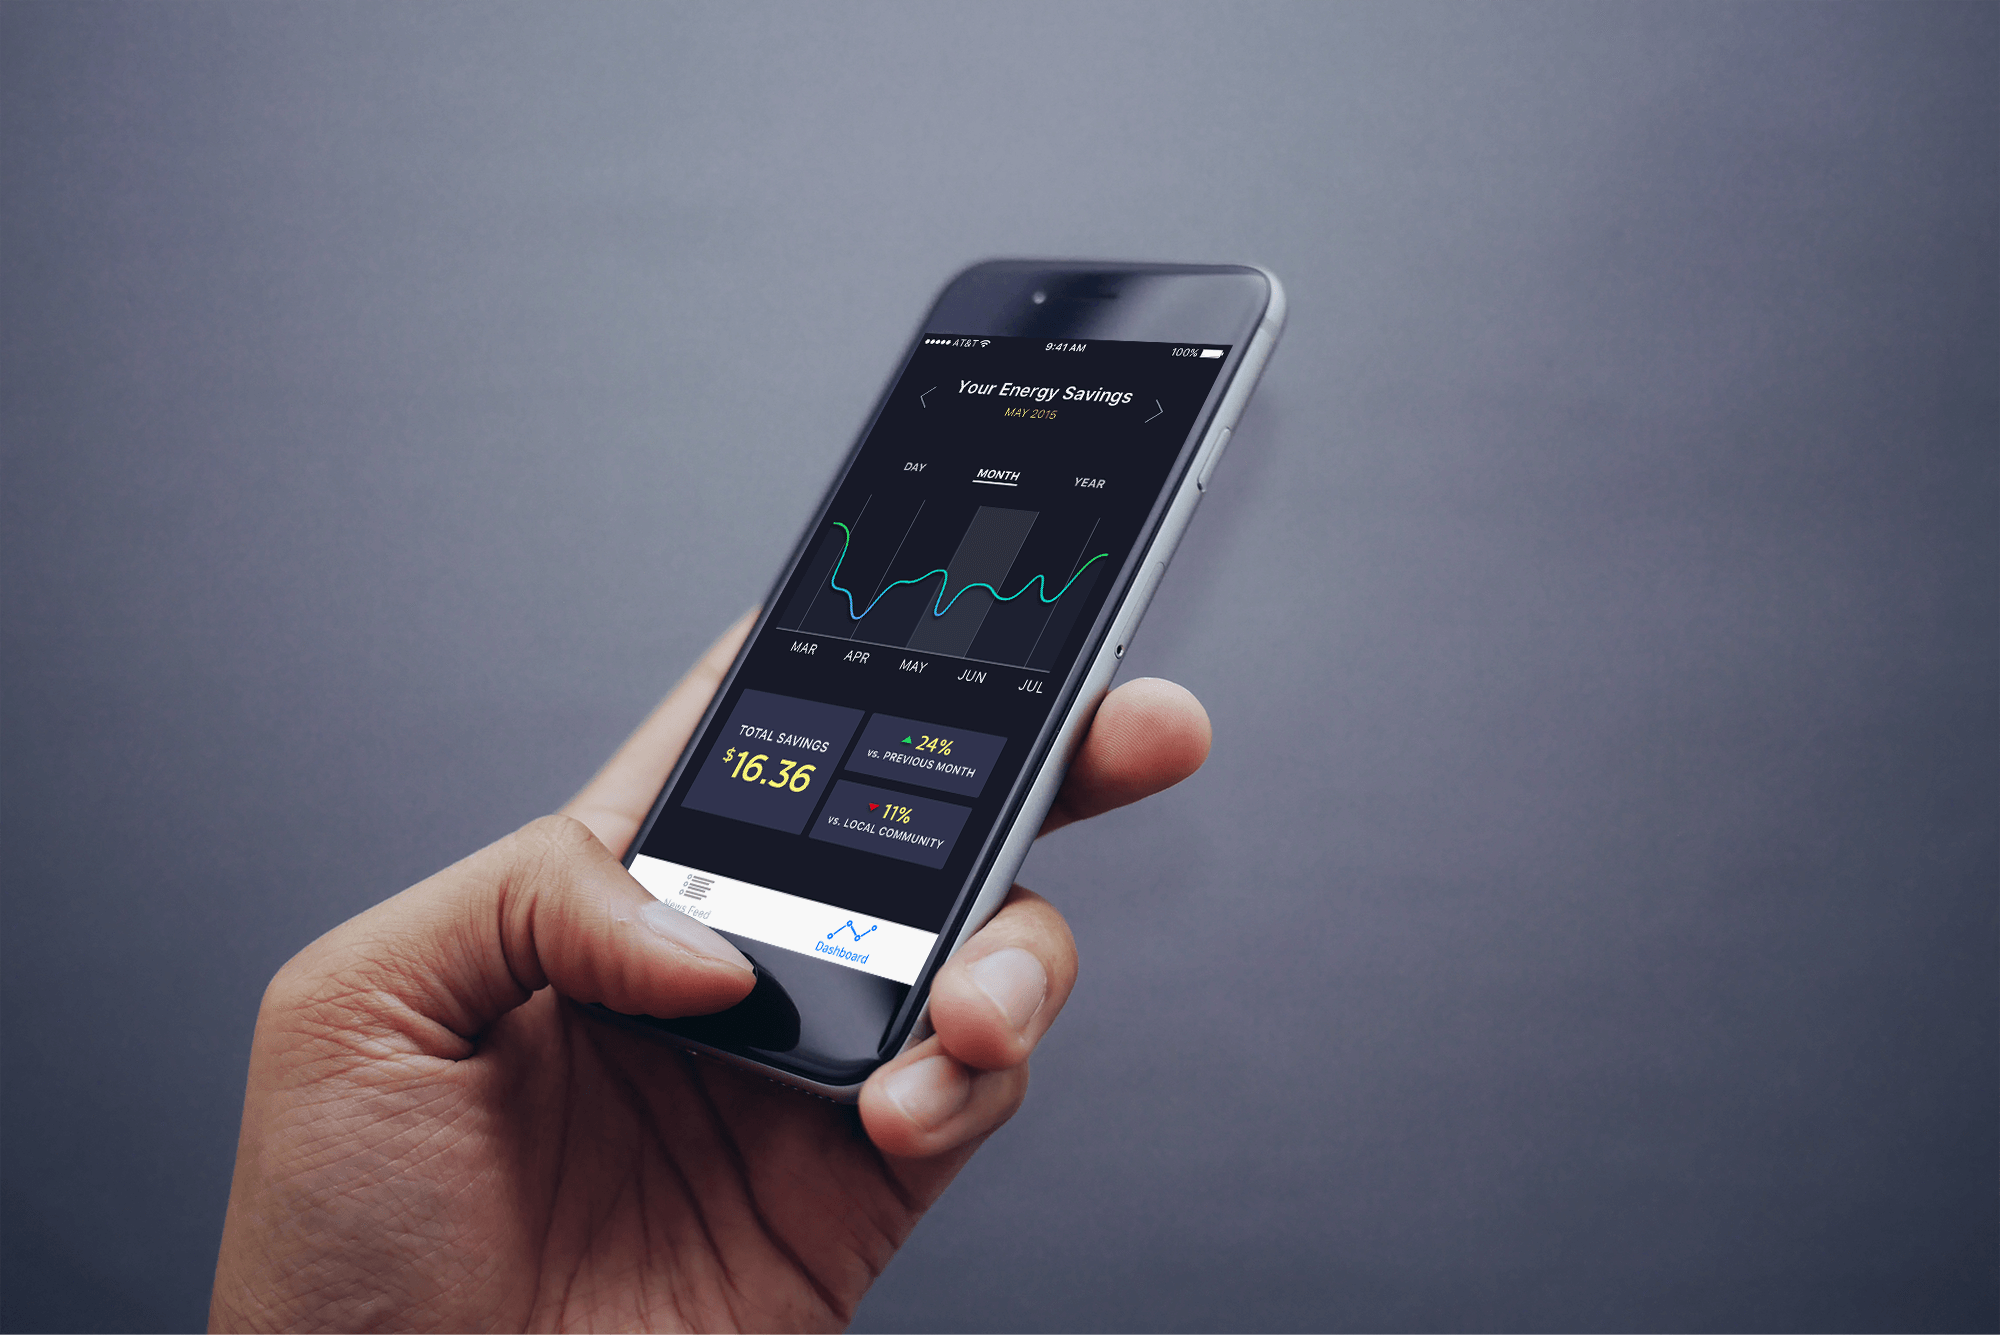 AT&T 9:41 AM 100%
Your Energy Savings
MAY 2015
DAY MONTH YEAR
MAR APR MAY JUN JUL
TOTAL SAVINGS
$16.36
24%
vs. PREVIOUS MONTH
11%
vs. LOCAL COMMUNITY
News Feed
Dashboard